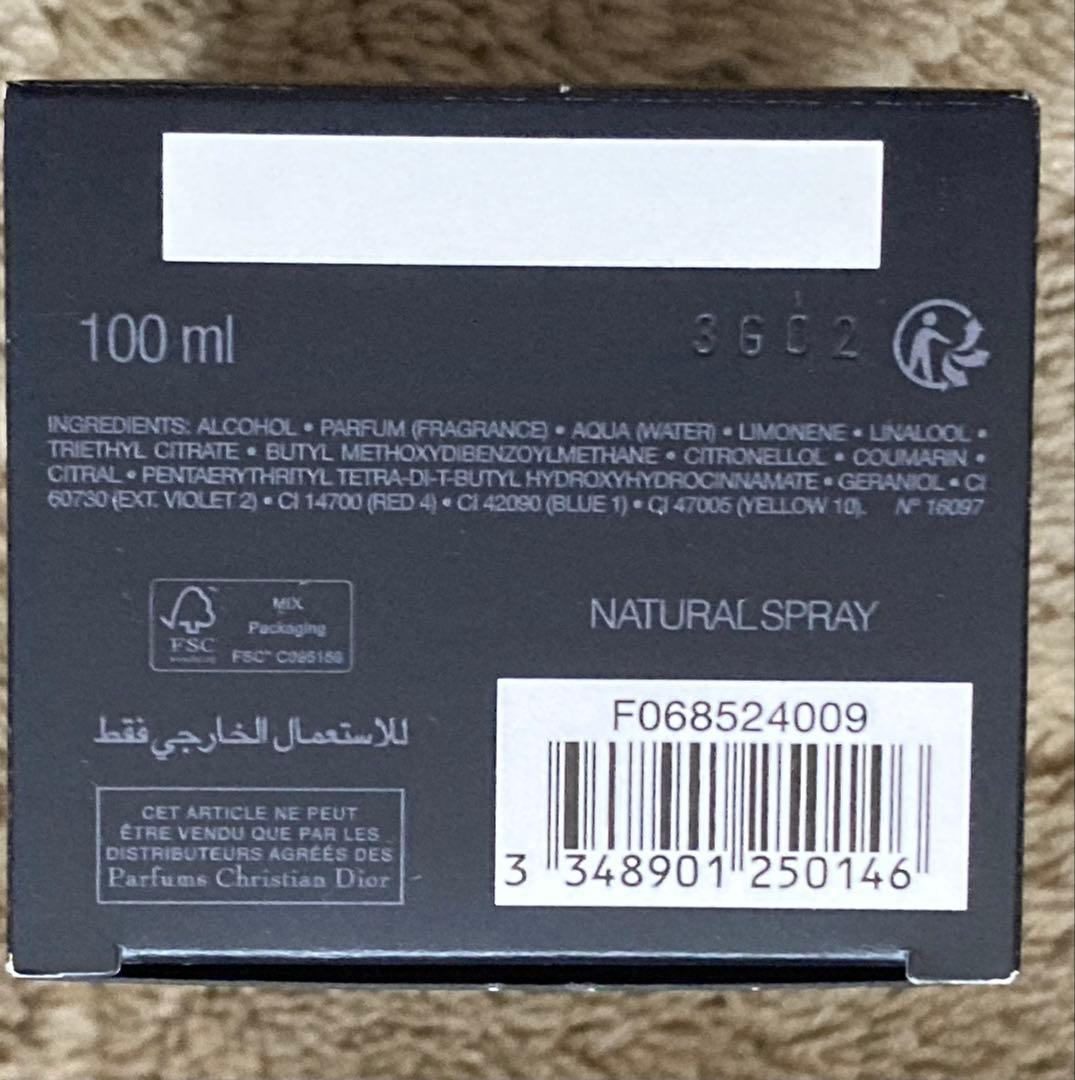 100 ml
3G02
INGREDIENTS: ALCOHOL • PARFUM (FRAGRANCE) • AQUA (WATER) • LIMONENE • LINALOOL •
TRIETHYL CITRATE • BUTYL METHOXYDIBENZOYLMETHANE • CITRONELLOL • COUMARIN •
CITRAL • PENTAERYTHRITYL TETRA-DI-T-BUTYL HYDROXYHYDROCINNAMATE • GERANIOL • CI
60730 (EXT. VIOLET 2) • CI 14700 (RED 4) • CI 42090 (BLUE 1) • CI 47005 (YELLOW 10). N° 16097
MIX
Packaging
FSC
FSC™
NATURAL SPRAY
للاستعمال الخارجي فقط
F068524009
3 348901 250146
CET ARTICLE NE PEUT
ÊTRE VENDU QUE PAR LES
DISTRIBUTEURS AGRÉÉS DES
Parfums Christian Dior